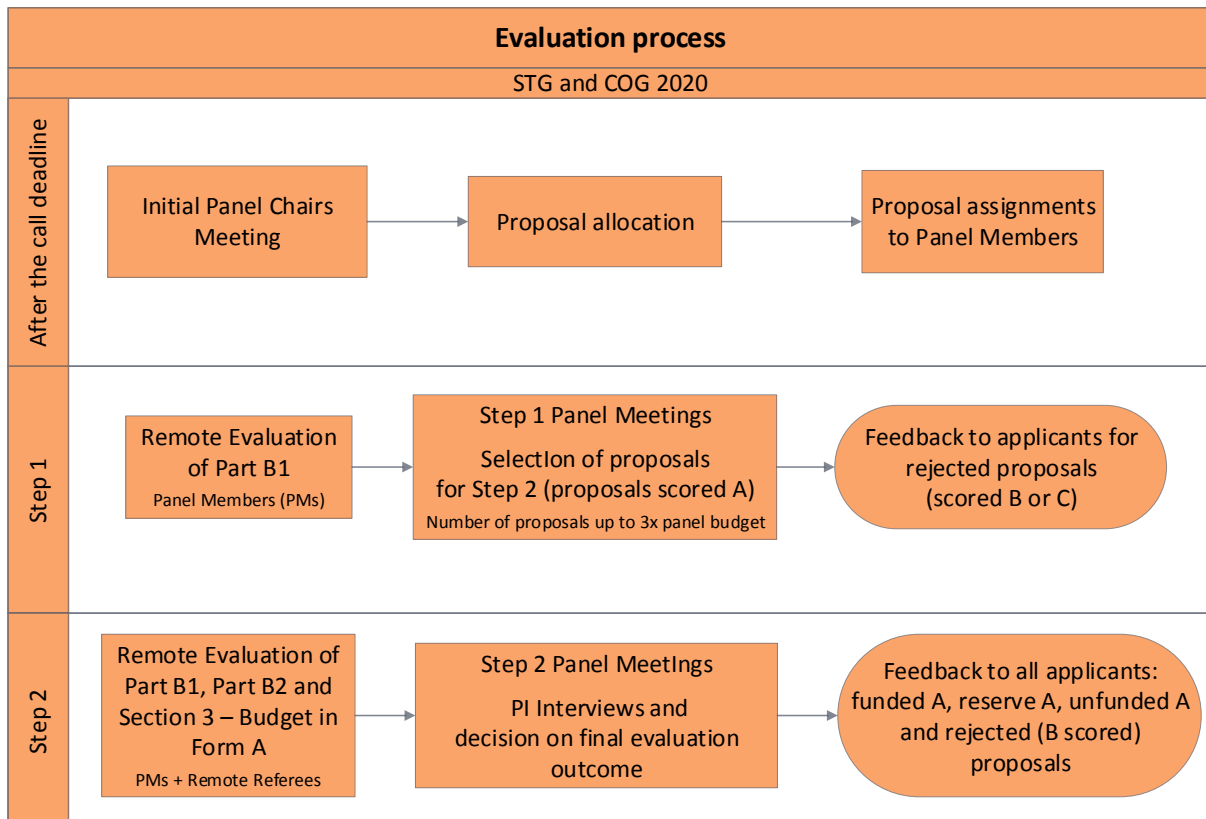 Evaluation process
STG and COG 2020
After the call deadline
Initial Panel Chairs
Meeting
Proposal allocation
Proposal assignments
to Panel Members
Step 1
Remote Evaluation
of Part B1
Panel Members (PMs)
Step 1 Panel Meetings
SelectIon of proposals
for Step 2 (proposals scored A)
Number of proposals up to 3x panel budget
Feedback to applicants for
rejected proposals
(scored B or C)
Step 2
Remote Evaluation of
Part B1, Part B2 and
Section 3 – Budget in
Form A
PMs + Remote Referees
Step 2 Panel MeetIngs
PI Interviews and
decision on final evaluation
outcome
Feedback to all applicants:
funded A, reserve A, unfunded A
and rejected (B scored)
proposals